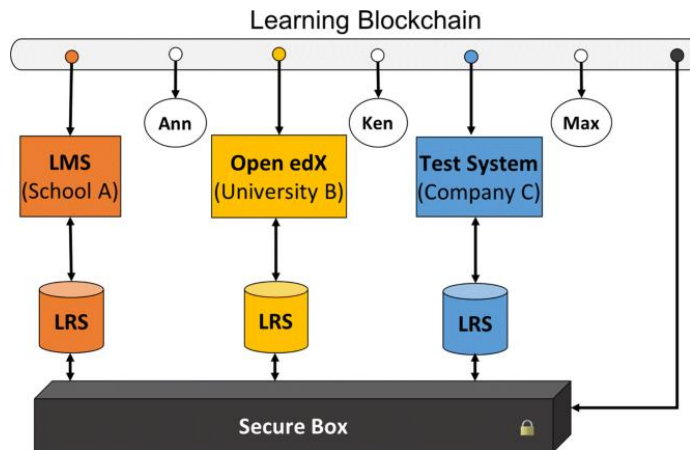 Learning Blockchain
Ann
Ken
Max
LMS
(School A)
Open edX
(University B)
Test System
(Company C)
LRS
LRS
LRS
Secure Box